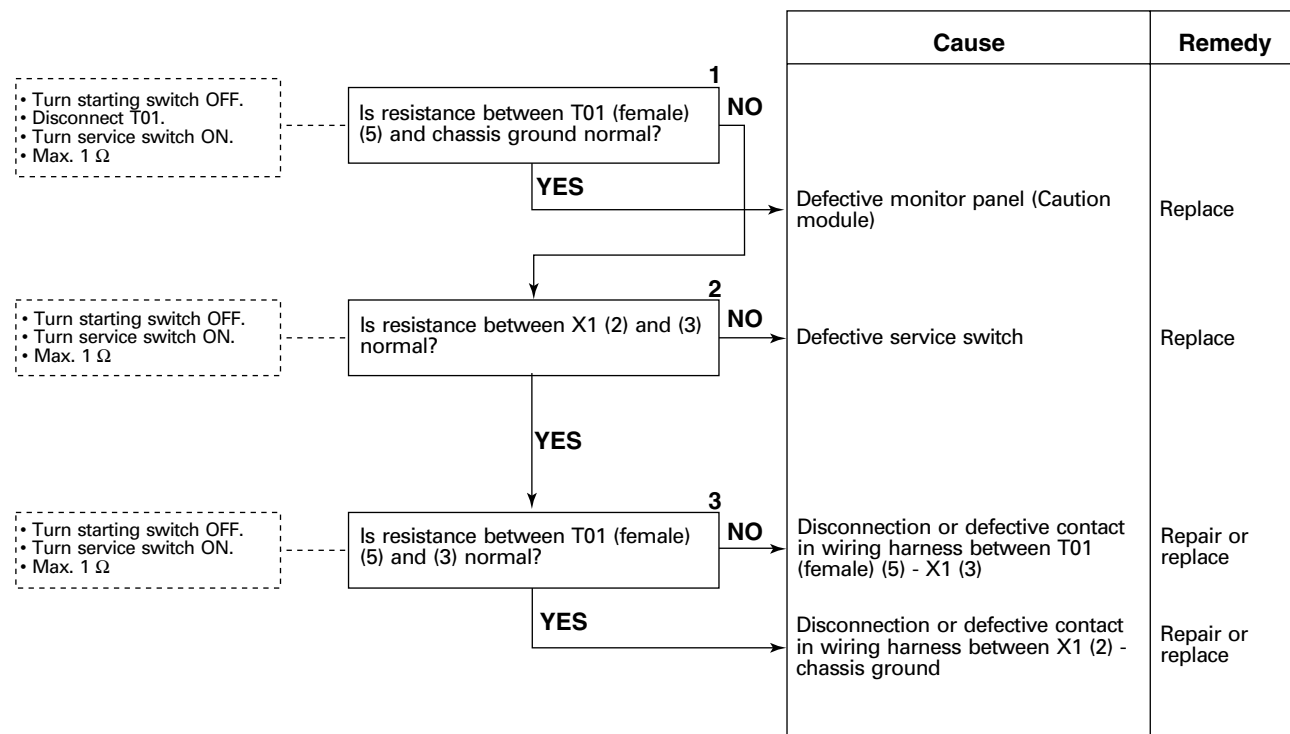 Cause
Remedy
• Turn starting switch OFF.
• Disconnect T01.
• Turn service switch ON.
• Max. 1 Ω
1
Is resistance between T01 (female)
(5) and chassis ground normal?
NO
YES
Defective monitor panel (Caution
module)
Replace
• Turn starting switch OFF.
• Turn service switch ON.
• Max. 1 Ω
2
Is resistance between X1 (2) and (3)
normal?
NO
Defective service switch
Replace
YES
• Turn starting switch OFF.
• Turn service switch ON.
• Max. 1 Ω
3
Is resistance between T01 (female)
(5) and (3) normal?
NO
Disconnection or defective contact
in wiring harness between T01
(female) (5) - X1 (3)
Repair or
replace
YES
Disconnection or defective contact
in wiring harness between X1 (2) -
chassis ground
Repair or
replace